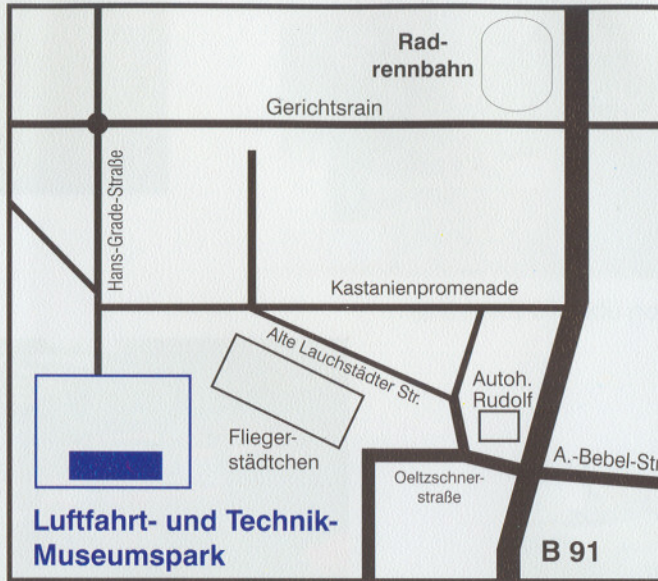 Rad-
rennbahn
Gerichtsrain
Hans-Grade-Straße
Kastanienpromenade
Alte Lauchstädter Str.
Autoh.
Rudolf
Flieger-
städtchen
A.-Bebel-Str
Oeltzschner-
straße
Luftfahrt- und Technik-
Museumspark
B 91